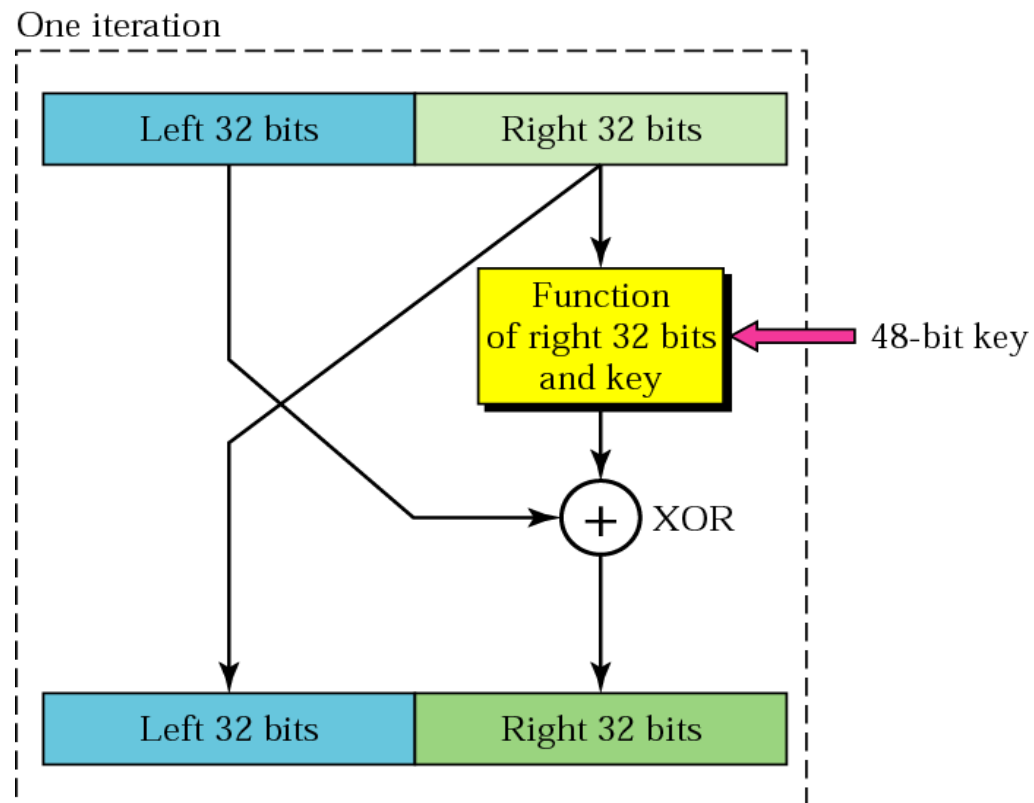 One iteration
Left 32 bits
Right 32 bits
Function
of right 32 bits
and key
48-bit key
+
XOR
Left 32 bits
Right 32 bits